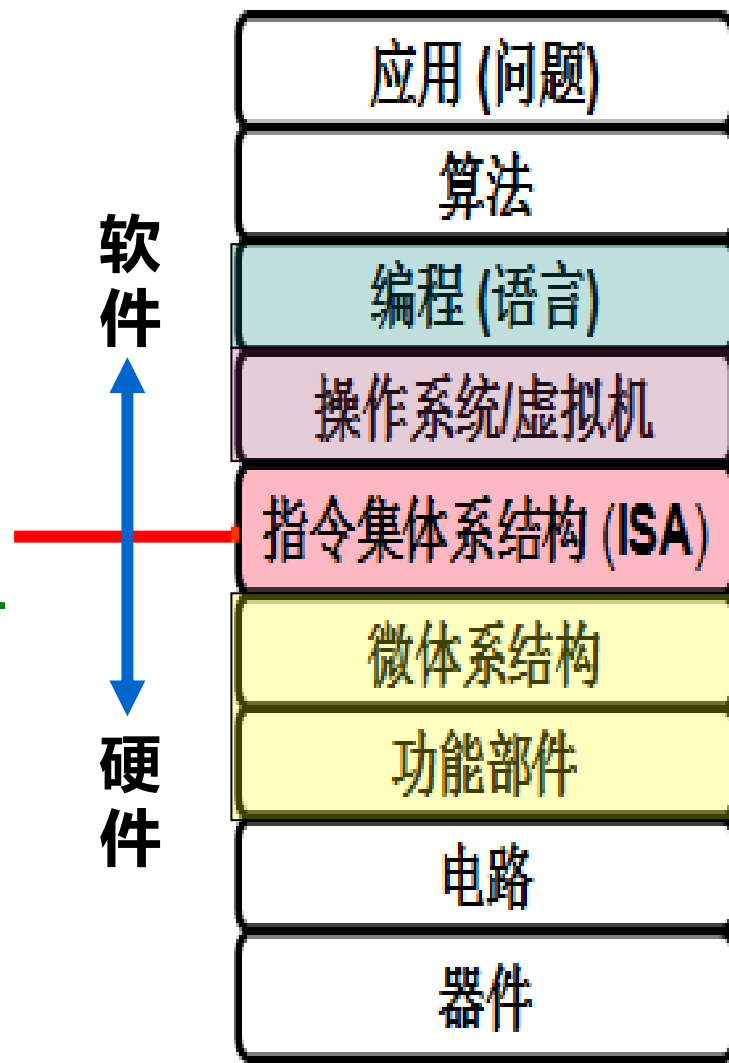 应用 (问题)
算法
编程 (语言)
操作系统/虚拟机
指令集体系结构 (ISA)
微体系结构
功能部件
电路
器件
软件
硬件